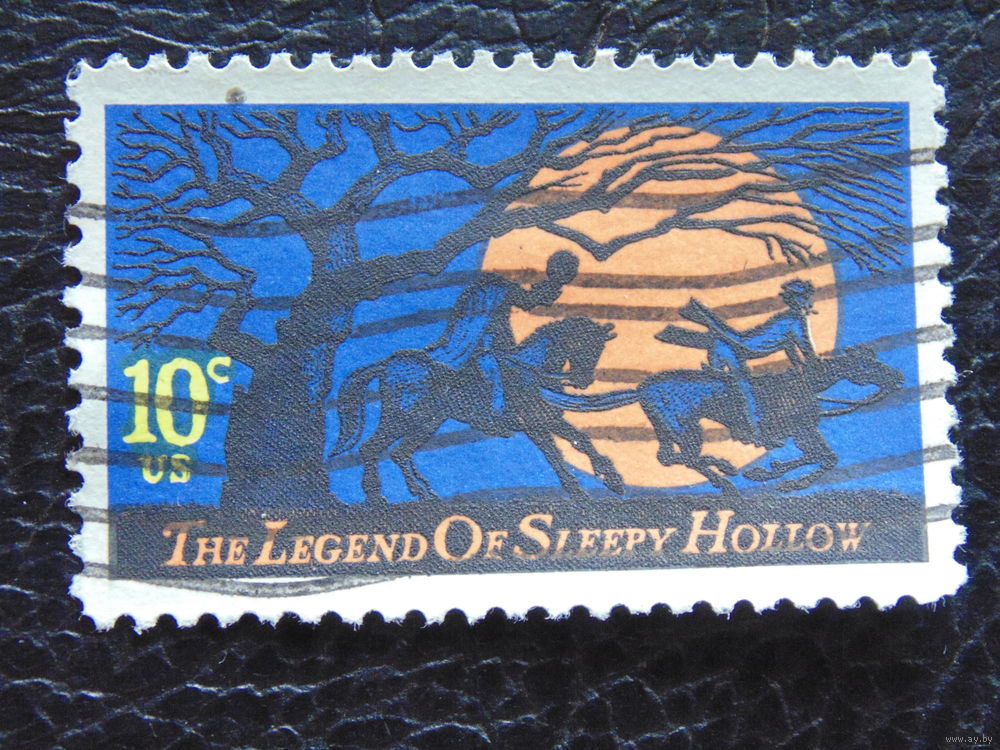 10c
US
THE LEGEND OF SLEEPY HOLLOW
www.ay.by